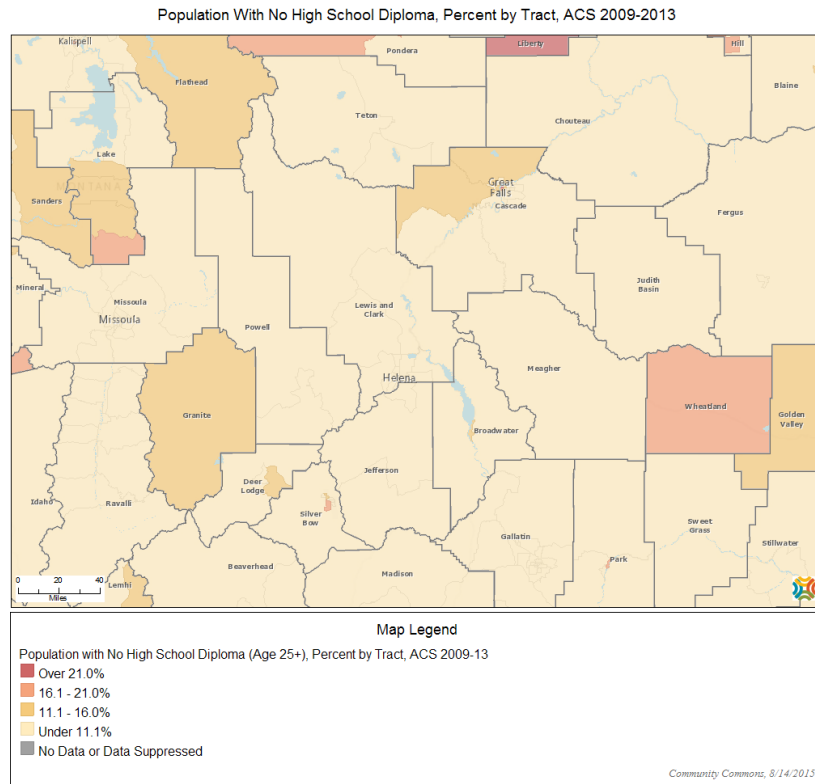 Population With No High School Diploma, Percent by Tract, ACS 2009-2013
Kalispell
Pondera
Liberty
Hill
Flathead
Blaine
Teton
Chouteau
Lake
MONTANA
Great
Falls
Sanders
Cascade
Fergus
Judith
Basin
Mineral
Missoula
Missoula
Lewis and
Clark
Powell
Meagher
Helena
Wheatland
Granite
Golden
Valley
Broadwater
Jefferson
Deer
Lodge
Idaho
Ravalli
Silver
Bow
Sweet
Grass
Gallatin
Stillwater
Park
Beaverhead
Madison
Lemhi
0 20 40
Miles
Map Legend
Population with No High School Diploma (Age 25+), Percent by Tract, ACS 2009-13
Over 21.0%
16.1 - 21.0%
11.1 - 16.0%
Under 11.1%
No Data or Data Suppressed
Community Commons, 8/14/2015